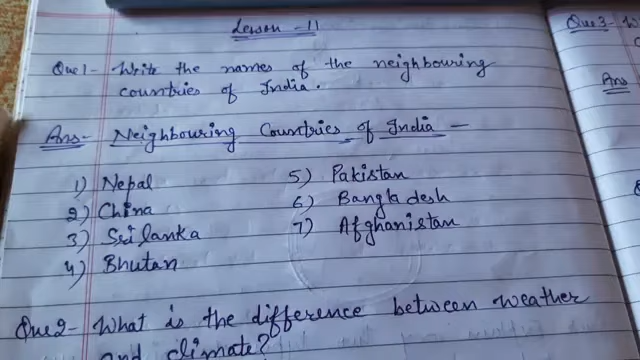 Lesson - 11
Que1- Write the names of the neighbouring
countries of India.
Ans- Neighbouring Countries of India -
1) Nepal
2) China
3) Sri lanka
4) Bhutan
5) Pakistan
6) Bangladesh
7) Afghanistan
Que2- What is the difference between weather
and climate?
Que3- W
Ans